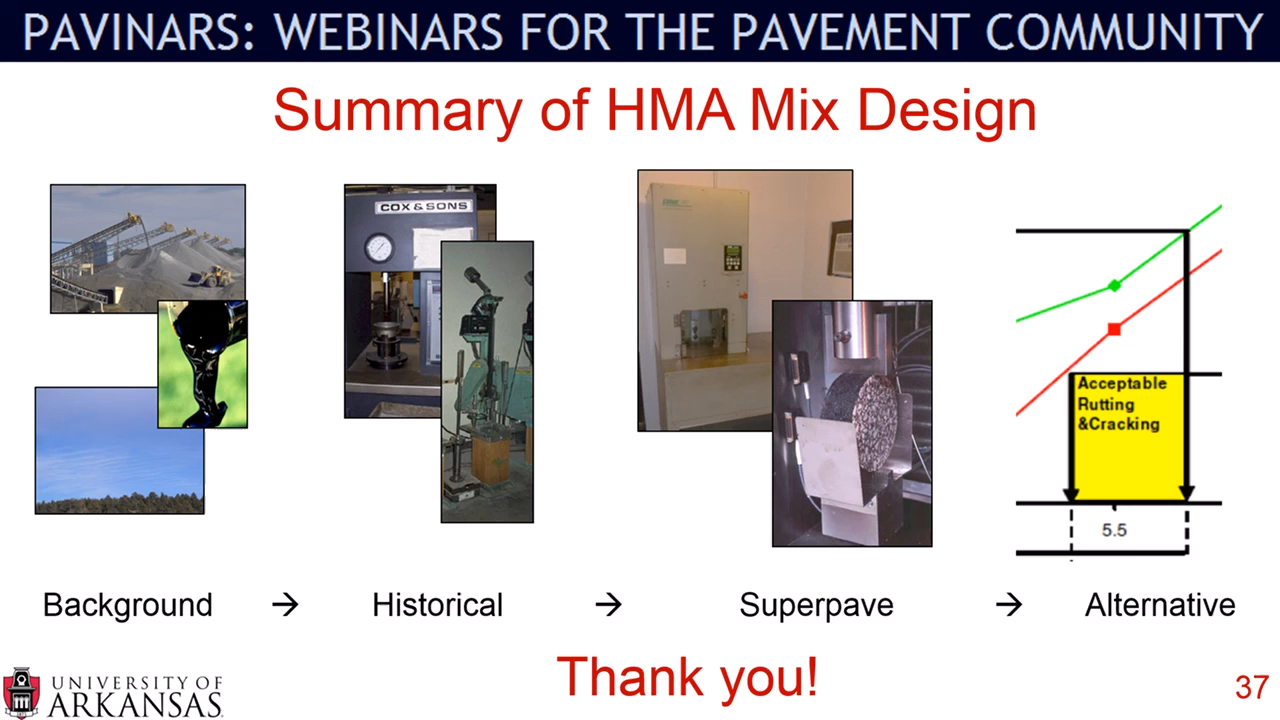 PAVINARS: WEBINARS FOR THE PAVEMENT COMMUNITY
Summary of HMA Mix Design
COX & SONS
Acceptable
Rutting
&Cracking
5.5
Background → Historical → Superpave → Alternative
Thank you!
UNIVERSITY OF
ARKANSAS
37